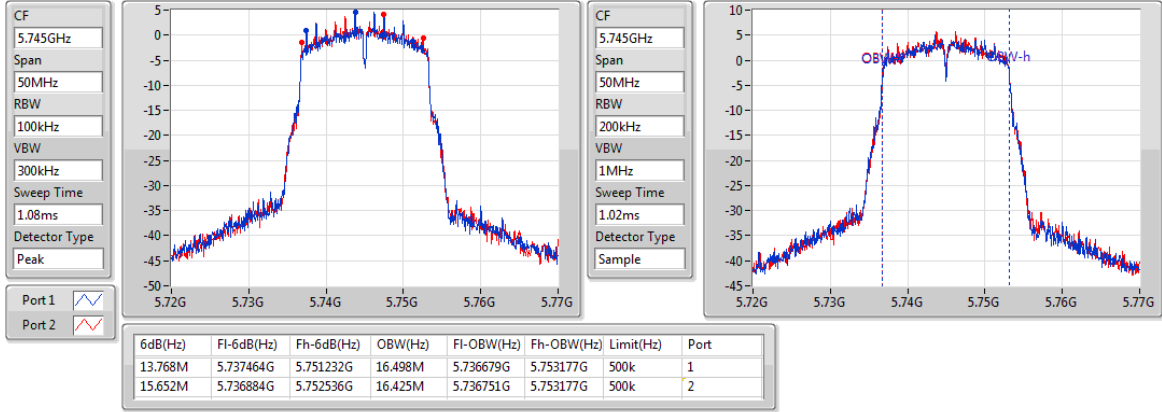 CF
5.745GHz
Span
50MHz
RBW
100kHz
VBW
300kHz
Sweep Time
1.08ms
Detector Type
Peak
Port 1
Port 2
5
0
-5
-10
-15
-20
-25
-30
-35
-40
-45
-50
5.72G 5.73G 5.74G 5.75G 5.76G 5.77G
CF
5.745GHz
Span
50MHz
RBW
200kHz
VBW
1MHz
Sweep Time
1.02ms
Detector Type
Sample
10
5
0
-5
-10
-15
-20
-25
-30
-35
-40
-45
OBW-h
5.72G 5.73G 5.74G 5.75G 5.76G 5.77G
6dB(Hz) Fl-6dB(Hz) Fh-6dB(Hz) OBW(Hz) Fl-OBW(Hz) Fh-OBW(Hz) Limit(Hz) Port
13.768M 5.737464G 5.751232G 16.498M 5.736679G 5.753177G 500k 1
15.652M 5.736884G 5.752536G 16.425M 5.736751G 5.753177G 500k 2